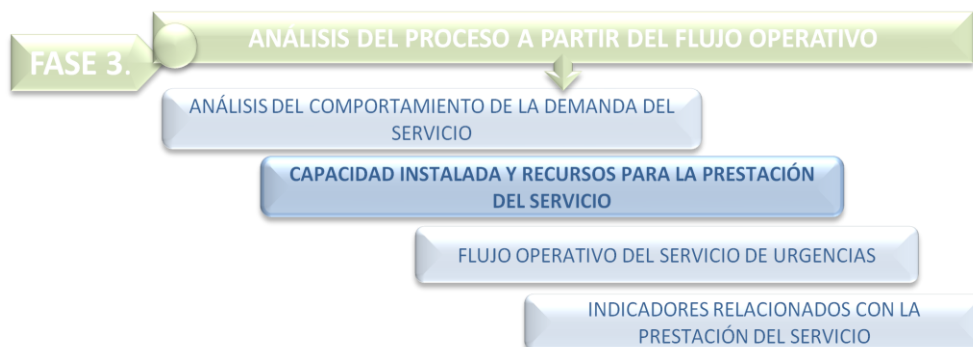 ANÁLISIS DEL PROCESO A PARTIR DEL FLUJO OPERATIVO
FASE 3.
ANÁLISIS DEL COMPORTAMIENTO DE LA DEMANDA DEL
SERVICIO
CAPACIDAD INSTALADA Y RECURSOS PARA LA PRESTACIÓN
DEL SERVICIO
FLUJO OPERATIVO DEL SERVICIO DE URGENCIAS
INDICADORES RELACIONADOS CON LA
PRESTACIÓN DEL SERVICIO